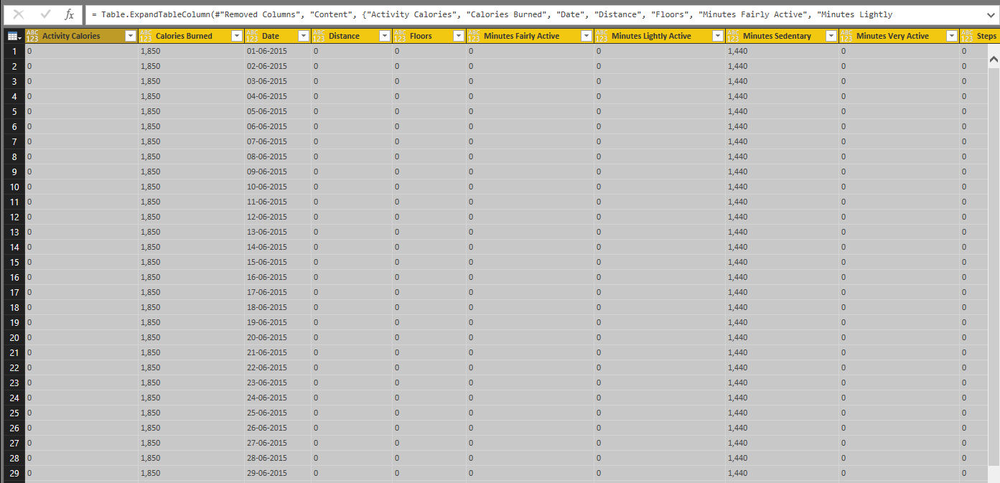 fx = Table.ExpandTableColumn(#"Removed Columns", "Content", {"Activity Calories", "Calories Burned", "Date", "Distance", "Floors", "Minutes Fairly Active", "Minutes Lightly
ABC 123 Activity Calories ABC 123 Calories Burned ABC 123 Date ABC 123 Distance ABC 123 Floors ABC 123 Minutes Fairly Active ABC 123 Minutes Lightly Active ABC 123 Minutes Sedentary ABC 123 Minutes Very Active ABC 123 Steps
1 0 1,850 01-06-2015 0 0 0 0 1,440 0 0
2 0 1,850 02-06-2015 0 0 0 0 1,440 0 0
3 0 1,850 03-06-2015 0 0 0 0 1,440 0 0
4 0 1,850 04-06-2015 0 0 0 0 1,440 0 0
5 0 1,850 05-06-2015 0 0 0 0 1,440 0 0
6 0 1,850 06-06-2015 0 0 0 0 1,440 0 0
7 0 1,850 07-06-2015 0 0 0 0 1,440 0 0
8 0 1,850 08-06-2015 0 0 0 0 1,440 0 0
9 0 1,850 09-06-2015 0 0 0 0 1,440 0 0
10 0 1,850 10-06-2015 0 0 0 0 1,440 0 0
11 0 1,850 11-06-2015 0 0 0 0 1,440 0 0
12 0 1,850 12-06-2015 0 0 0 0 1,440 0 0
13 0 1,850 13-06-2015 0 0 0 0 1,440 0 0
14 0 1,850 14-06-2015 0 0 0 0 1,440 0 0
15 0 1,850 15-06-2015 0 0 0 0 1,440 0 0
16 0 1,850 16-06-2015 0 0 0 0 1,440 0 0
17 0 1,850 17-06-2015 0 0 0 0 1,440 0 0
18 0 1,850 18-06-2015 0 0 0 0 1,440 0 0
19 0 1,850 19-06-2015 0 0 0 0 1,440 0 0
20 0 1,850 20-06-2015 0 0 0 0 1,440 0 0
21 0 1,850 21-06-2015 0 0 0 0 1,440 0 0
22 0 1,850 22-06-2015 0 0 0 0 1,440 0 0
23 0 1,850 23-06-2015 0 0 0 0 1,440 0 0
24 0 1,850 24-06-2015 0 0 0 0 1,440 0 0
25 0 1,850 25-06-2015 0 0 0 0 1,440 0 0
26 0 1,850 26-06-2015 0 0 0 0 1,440 0 0
27 0 1,850 27-06-2015 0 0 0 0 1,440 0 0
28 0 1,850 28-06-2015 0 0 0 0 1,440 0 0
29 0 1,850 29-06-2015 0 0 0 0 1,440 0 0